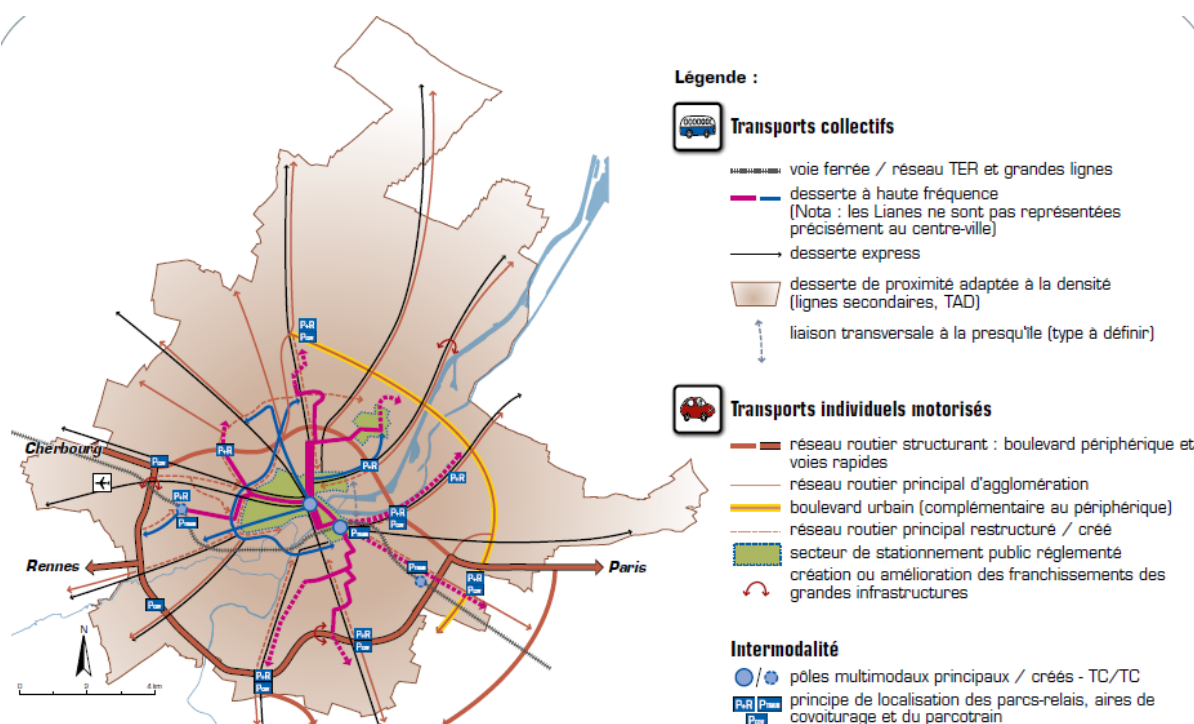 Légende :
Transports collectifs
voie ferrée / réseau TER et grandes lignes
desserte à haute fréquence
(Nota : les Lianes ne sont pas représentées
précisément au centre-ville)
desserte express
desserte de proximité adaptée à la densité
(lignes secondaires, TAD)
liaison transversale à la presqu'île (type à définir)
Transports individuels motorisés
réseau routier structurant : boulevard périphérique et
voies rapides
réseau routier principal d'agglomération
boulevard urbain (complémentaire au périphérique)
réseau routier principal restructuré / créé
secteur de stationnement public réglementé
création ou amélioration des franchissements des
grandes infrastructures
Intermodalité
pôles multimodaux principaux / créés - TC/TC
P+R
principe de localisation des parcs-relais, aires de
covoiturage et du parcotrain
P+R
Cherbourg
P+R
P+R
P+R
P+R
P+R
Rennes
Paris
P+R
P+R
P+R
N
0
2
4 km